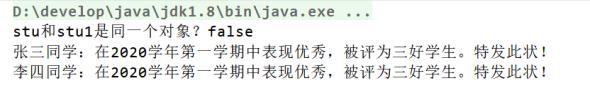 D:\develop\java\jdk1.8\bin\java.exe ...
stu和stu1是同一个对象？false
张三同学：在2020学年第一学期中表现优秀，被评为三好学生。特发此状！
李四同学：在2020学年第一学期中表现优秀，被评为三好学生。特发此状！